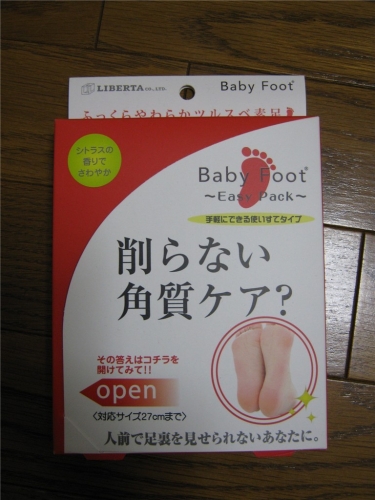 LIBERTA co.,Ltd.
Baby Foot
ふっくらやわらかツルスベ素足
シトラスの
香りで
さわやか
Baby Foot
～Easy Pack～
手軽にできる使いすてタイプ
削らない
角質ケア?
その答えはコチラを
開けてみて!!
open
〈対応サイズ27cmまで〉
人前で足裏を見せられないあなたに。